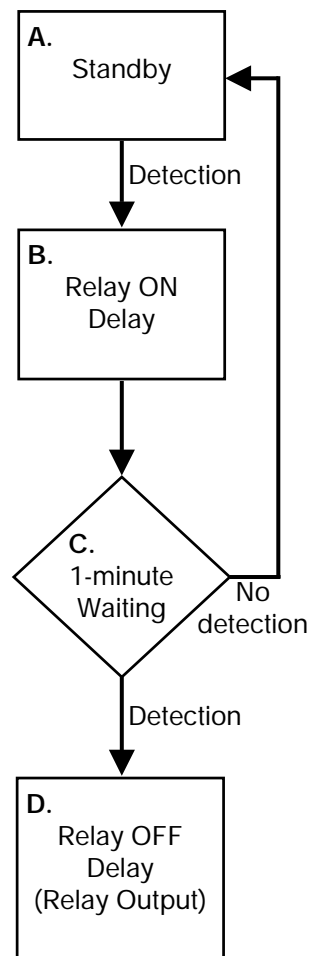 A.
Standby
Detection
B.
Relay ON
Delay
C.
1-minute
Waiting
No
detection
Detection
D.
Relay OFF
Delay
(Relay Output)